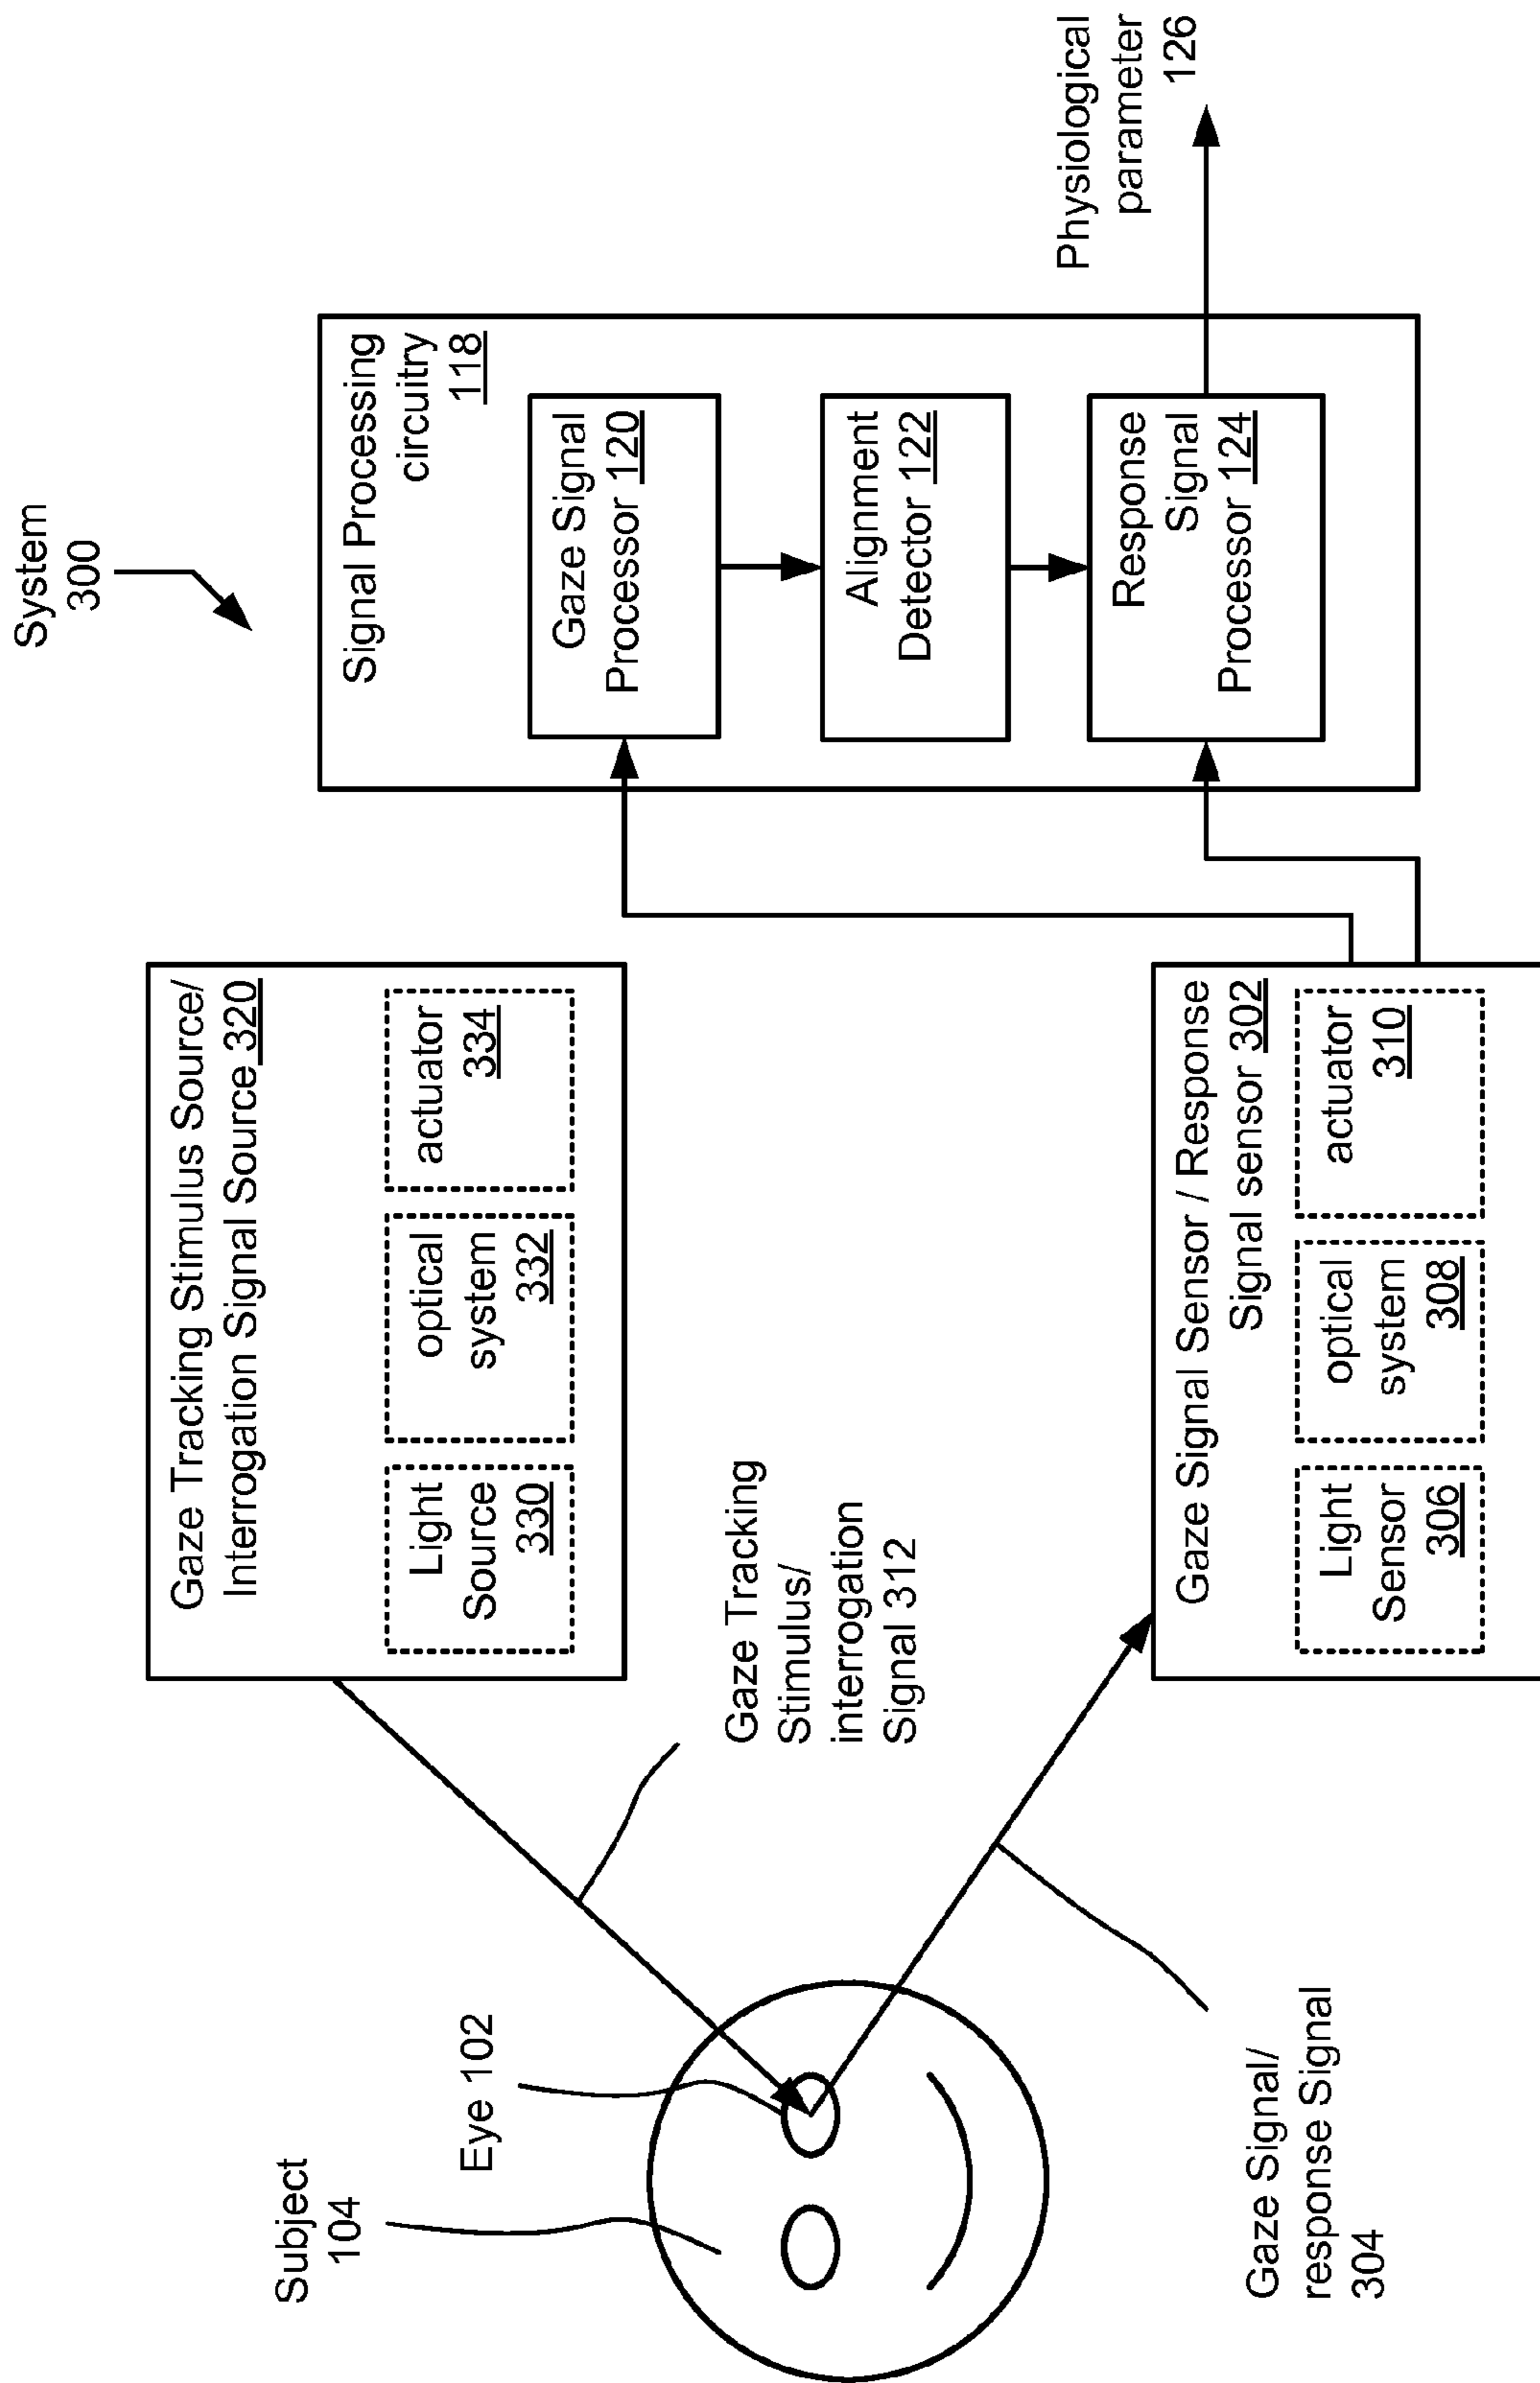 System
300
Subject
104
Eye 102
Gaze Tracking Stimulus Source/
Interrogation Signal Source 320
Light
Source
330
optical
system
332
actuator
334
Gaze Tracking
Stimulus/
interrogation
Signal 312
Gaze Signal/
response Signal
304
Gaze Signal Sensor / Response
Signal sensor 302
Light
Sensor
306
optical
system
308
actuator
310
Signal Processing
circuitry
118
Gaze Signal
Processor 120
Alignment
Detector 122
Response
Signal
Processor 124
Physiological
parameter
126